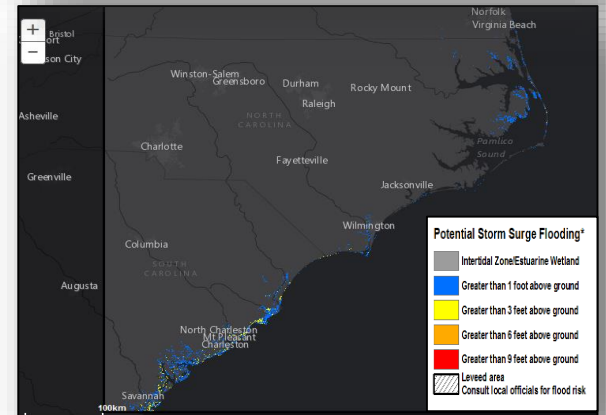 Norfolk
Virginia Beach
+
−
Bristol
ort
son City
Winston-Salem
Greensboro
Durham
Rocky Mount
Raleigh
Asheville
NORTH
CAROLINA
Charlotte
Pamlico
Sound
Fayetteville
Greenville
Jacksonville
Wilmington
Columbia
SOUTH
CAROLINA
Augusta
North Charleston
Mt Pleasant
Charleston
Savannah
100km
Potential Storm Surge Flooding*
Intertidal Zone/Estuarine Wetland
Greater than 1 foot above ground
Greater than 3 feet above ground
Greater than 6 feet above ground
Greater than 9 feet above ground
Leveed area
Consult local officials for flood risk